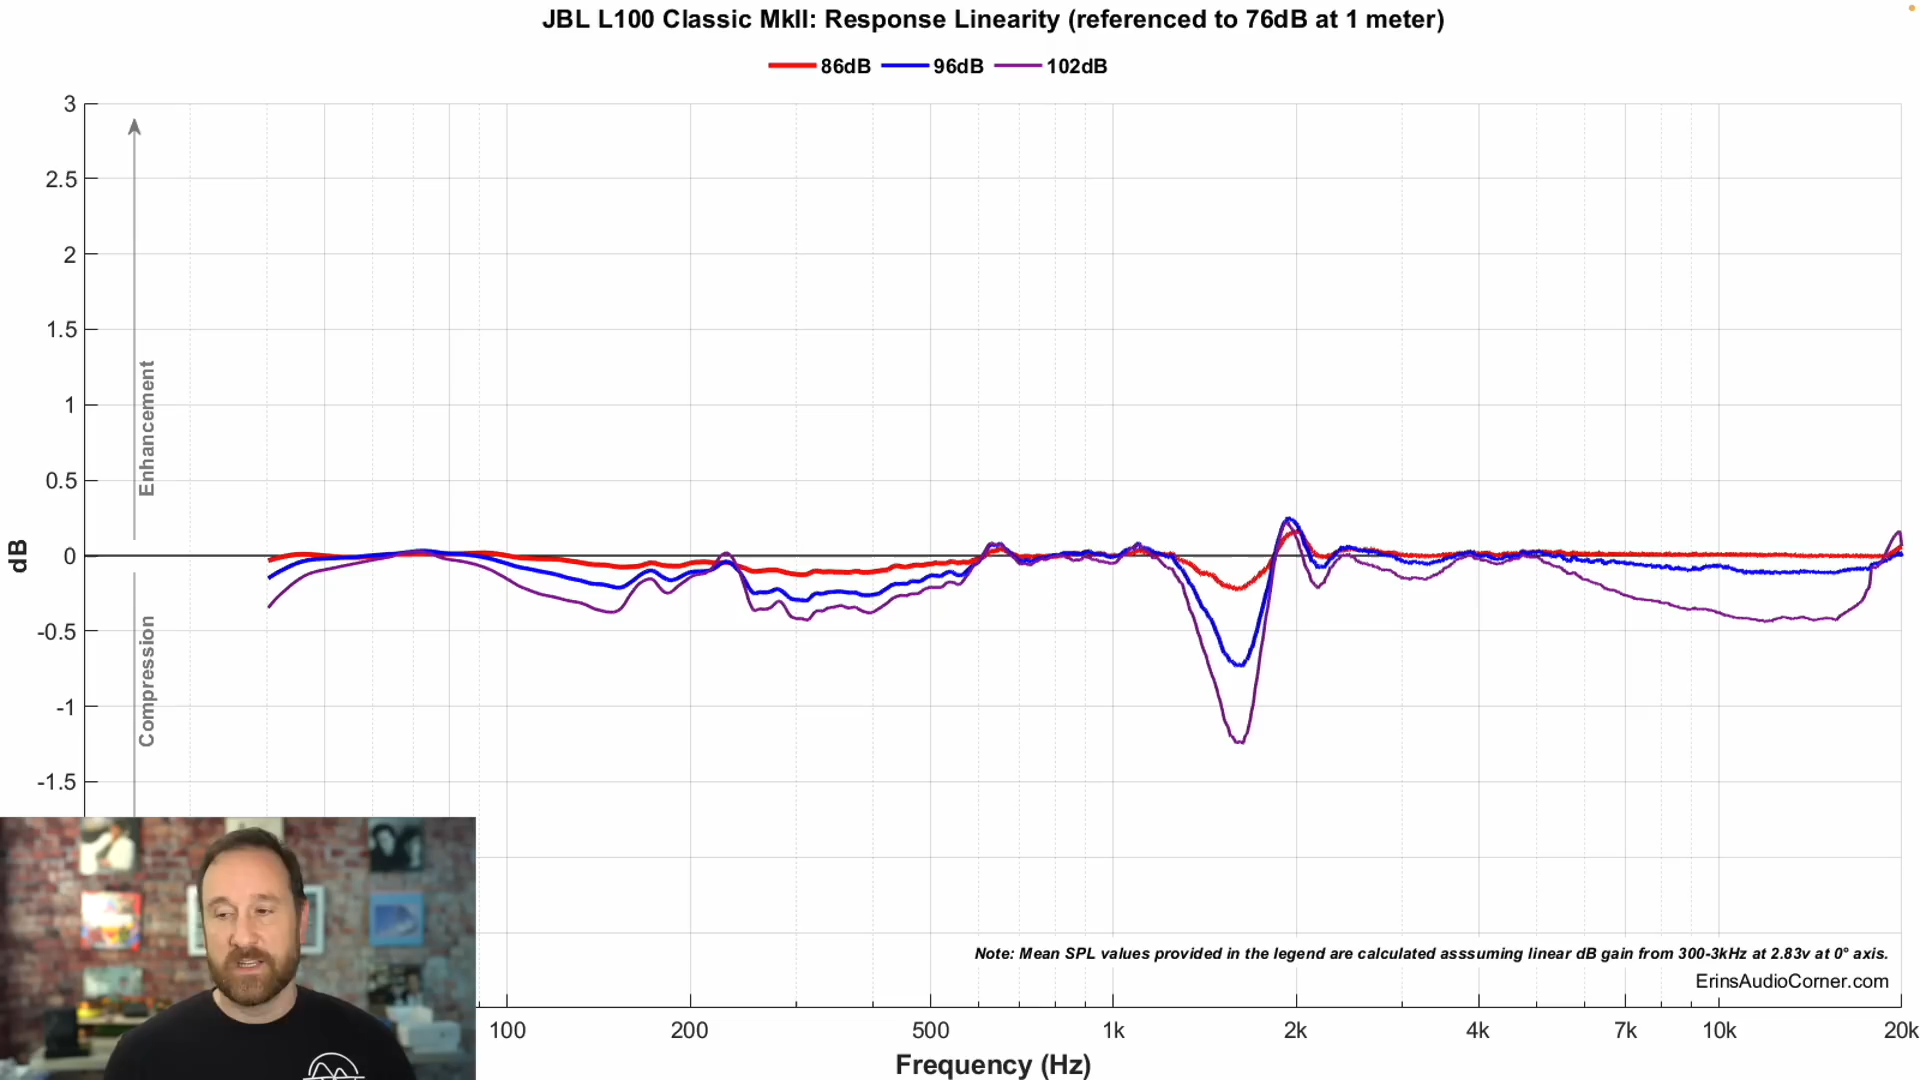 JBL L100 Classic MkII: Response Linearity (referenced to 76dB at 1 meter)
86dB 96dB 102dB
3
2.5
2
1.5
1
0.5
0
-0.5
-1
-1.5
dB
Enhancement
Compression
Note: Mean SPL values provided in the legend are calculated asssuming linear dB gain from 300-3kHz at 2.83v at 0° axis.
ErinsAudioCorner.com
100 200 500 1k 2k 4k 7k 10k 20k
Frequency (Hz)